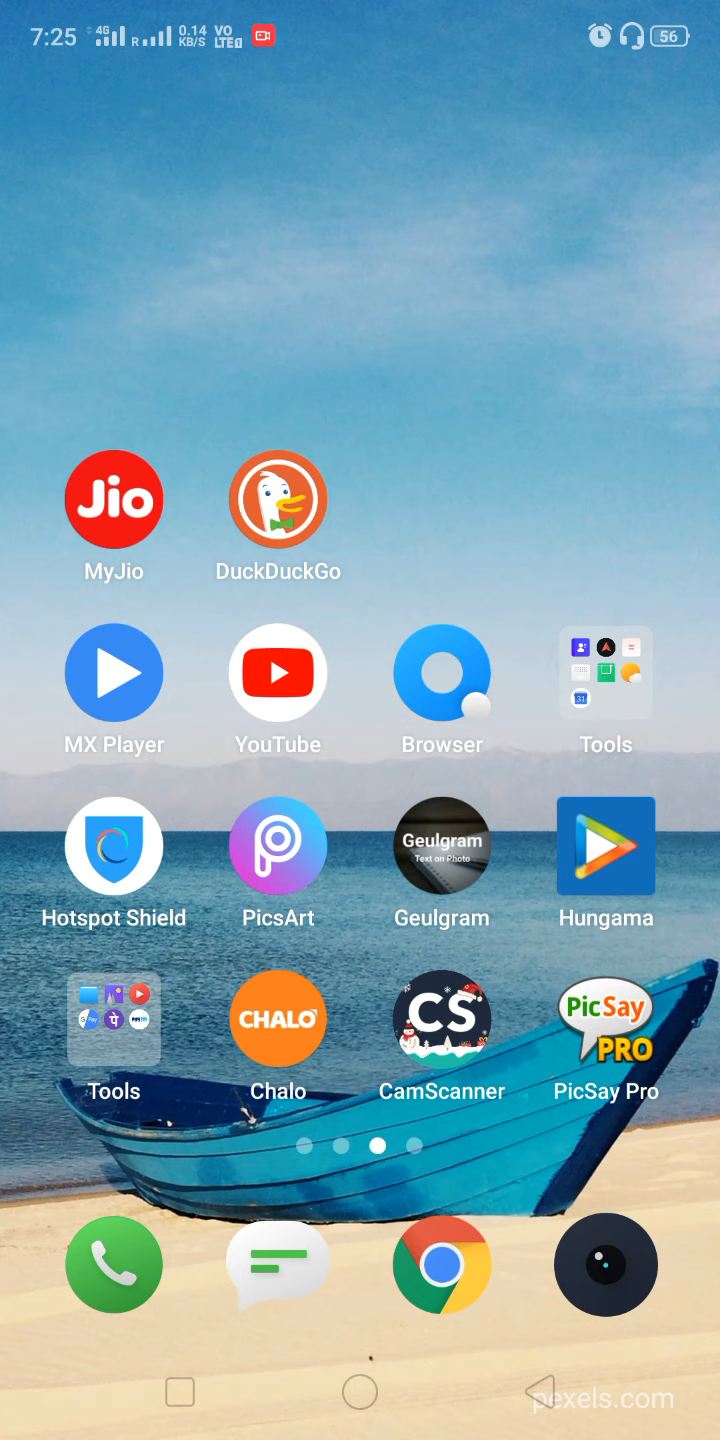 7:25 4G R 0.14 KB/S VO LTE 56
Jio
MyJio DuckDuckGo
MX Player YouTube Browser Tools
31
Geulgram
Text on Photo
Hotspot Shield PicsArt Geulgram Hungama
CHALO CS PicSay
PRO
Tools Chalo CamScanner PicSay Pro
pexels.com